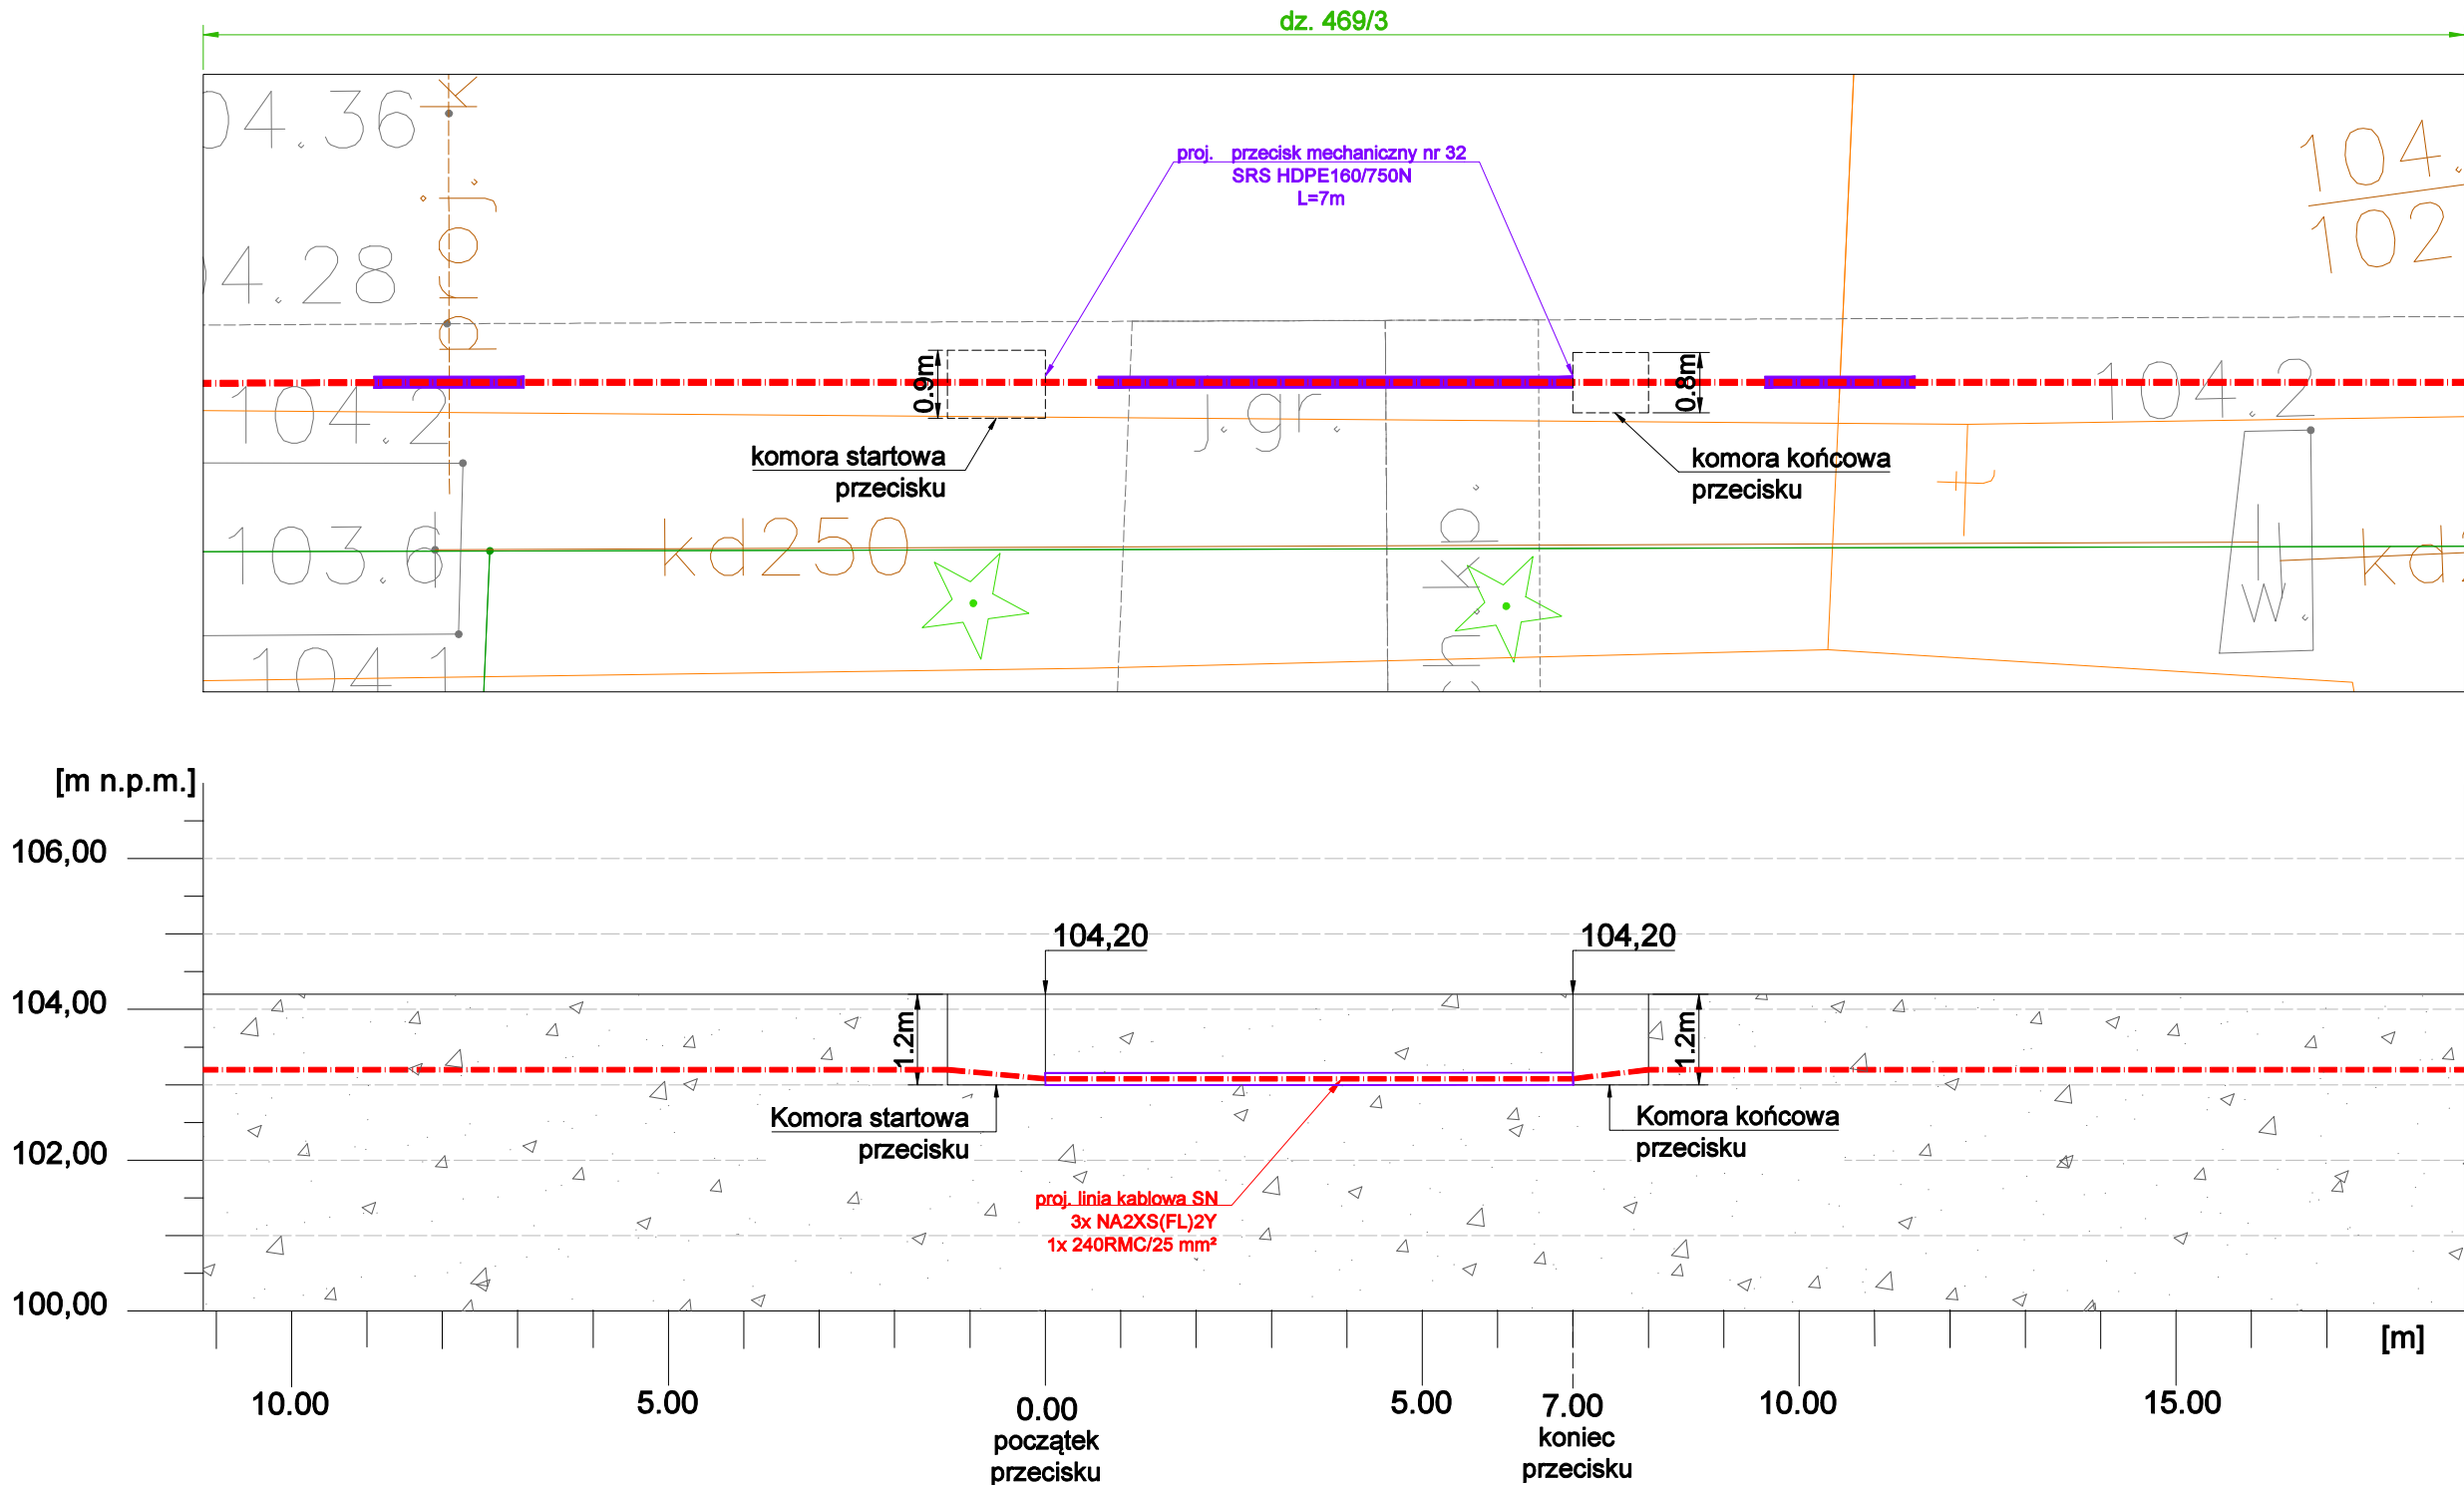 dz. 469/3
04.36
proj. k
proj. przecisk mechaniczny nr 32
SRS HDPE160/750N
L=7m
104.
102
04.28
0.9m
0.8m
104.2
j.gr.
104.2
komora startowa
przecisku
komora końcowa
przecisku
t
103.6
kd250
w.
104.1
[m n.p.m.]
106,00
104,20
104,20
104,00
1.2m
1.2m
Komora startowa
przecisku
Komora końcowa
przecisku
102,00
proj. linia kablowa SN
3x NA2XS(FL)2Y
1x 240RMC/25 mm²
100,00
[m]
10.00
5.00
0.00
5.00
7.00
10.00
15.00
początek
przecisku
koniec
przecisku